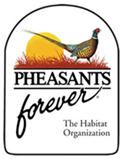 PHEASANTS
forever
The Habitat
Organization